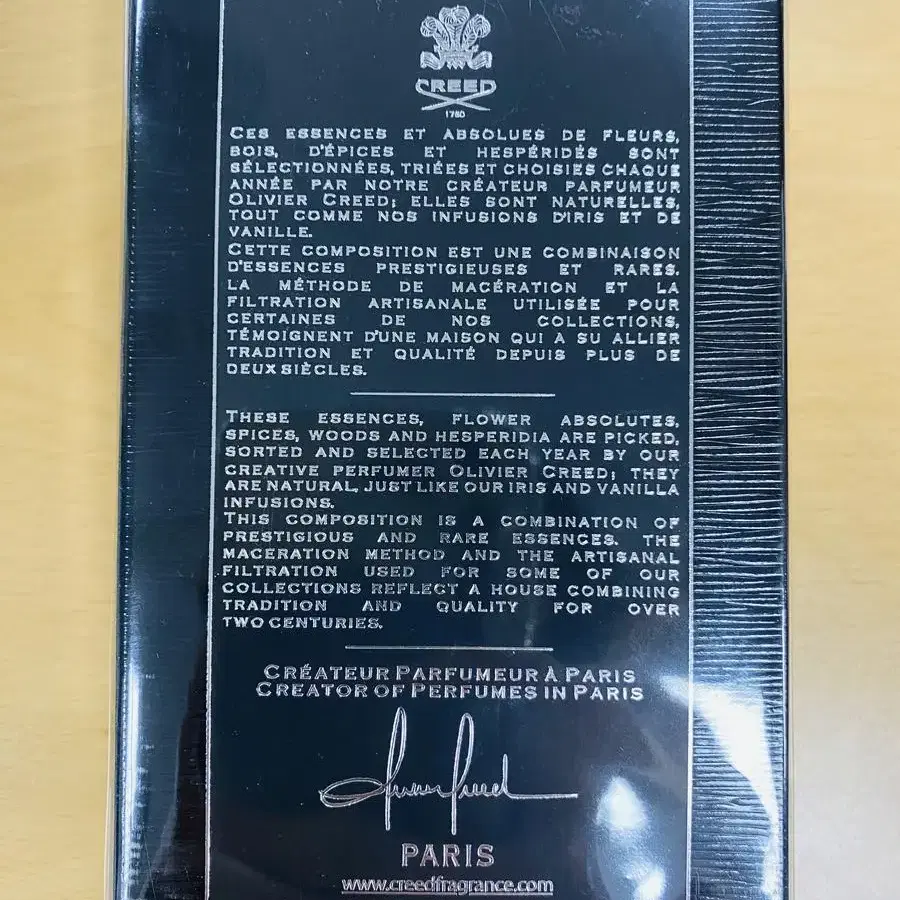 CREED
1760
CES ESSENCES ET ABSOLUES DE FLEURS,
BOIS, D'ÉPICES ET HESPÉRIDÉS SONT
SÉLECTIONNÉES, TRIÉES ET CHOISIES CHAQUE
ANNÉE PAR NOTRE CRÉATEUR PARFUMEUR
OLIVIER CREED; ELLES SONT NATURELLES,
TOUT COMME NOS INFUSIONS D'IRIS ET DE
VANILLE.
CETTE COMPOSITION EST UNE COMBINAISON
D'ESSENCES PRESTIGIEUSES ET RARES.
LA MÉTHODE DE MACÉRATION ET LA
FILTRATION ARTISANALE UTILISÉE POUR
CERTAINES DE NOS COLLECTIONS,
TÉMOIGNENT D'UNE MAISON QUI A SU ALLIER
TRADITION ET QUALITÉ DEPUIS PLUS DE
DEUX SIÈCLES.
THESE ESSENCES, FLOWER ABSOLUTES,
SPICES, WOODS AND HESPERIDIA ARE PICKED,
SORTED AND SELECTED EACH YEAR BY OUR
CREATIVE PERFUMER OLIVIER CREED; THEY
ARE NATURAL, JUST LIKE OUR IRIS AND VANILLA
INFUSIONS.
THIS COMPOSITION IS A COMBINATION OF
PRESTIGIOUS AND RARE ESSENCES. THE
MACERATION METHOD AND THE ARTISANAL
FILTRATION USED FOR SOME OF OUR
COLLECTIONS REFLECT A HOUSE COMBINING
TRADITION AND QUALITY FOR OVER
TWO CENTURIES.
CRÉATEUR PARFUMEUR À PARIS
CREATOR OF PERFUMES IN PARIS
PARIS
www.creedfragrance.com